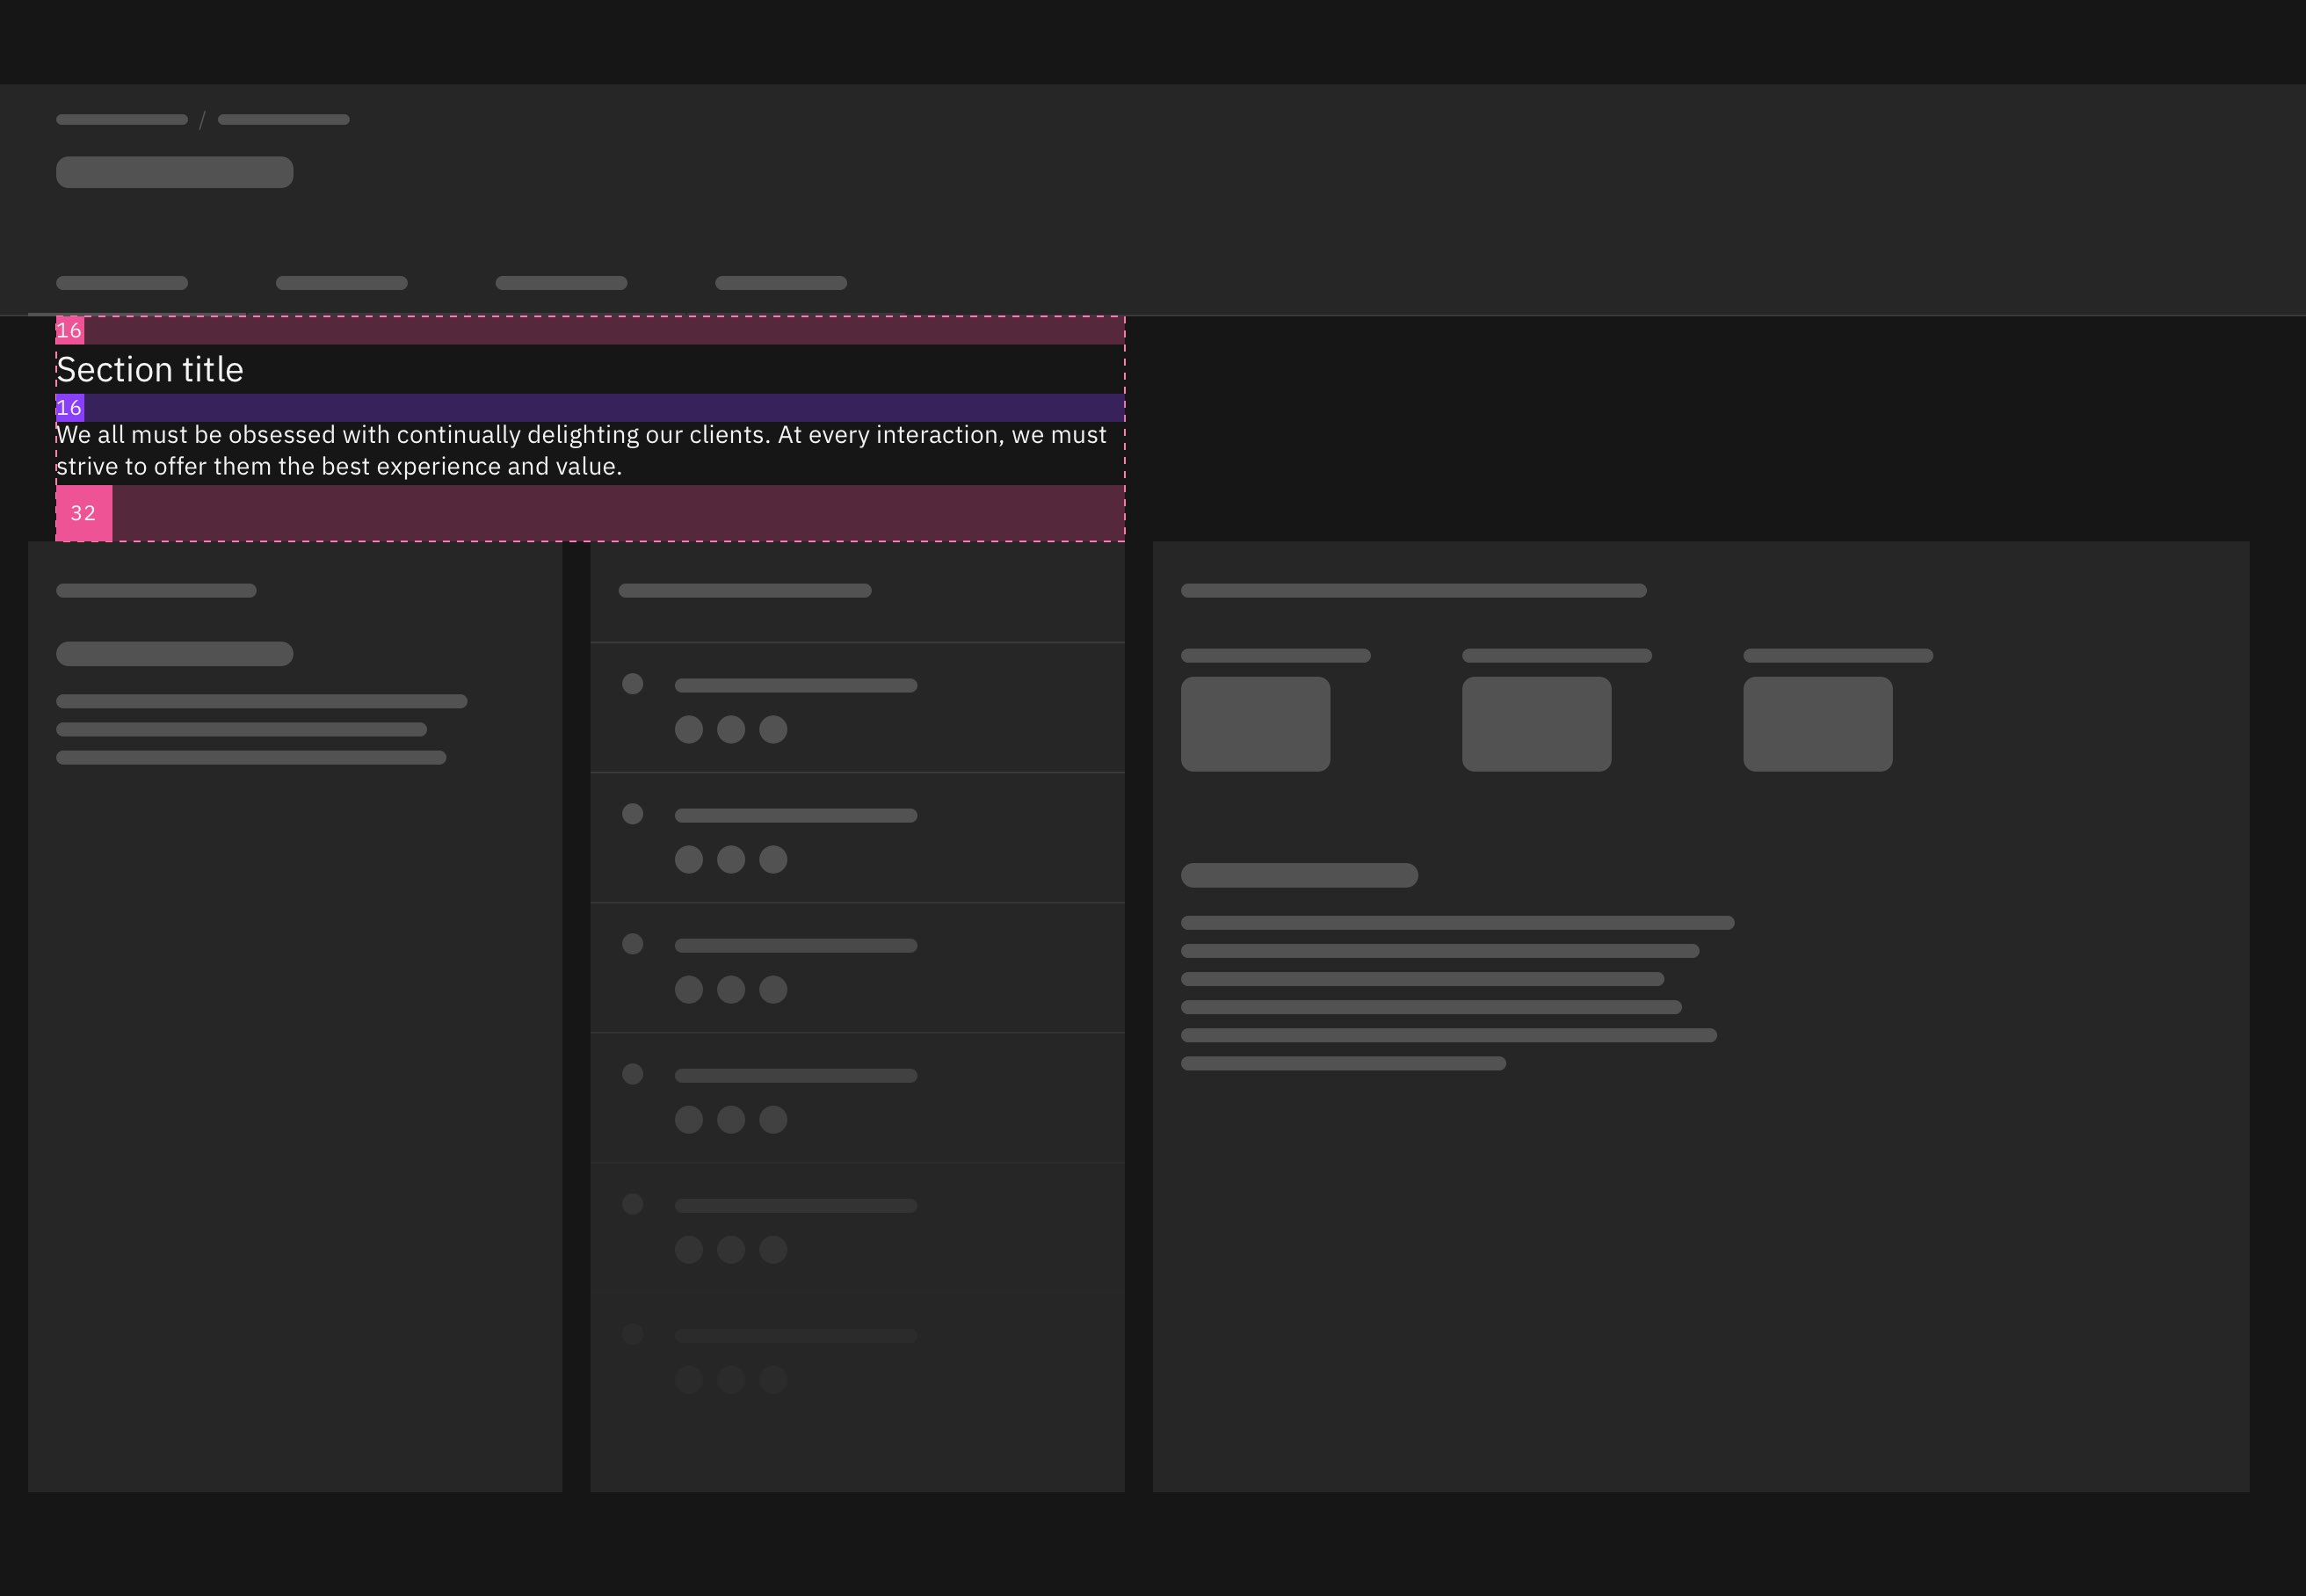 /
16
Section title
16
We all must be obsessed with continually delighting our clients. At every interaction, we must
strive to offer them the best experience and value.
32